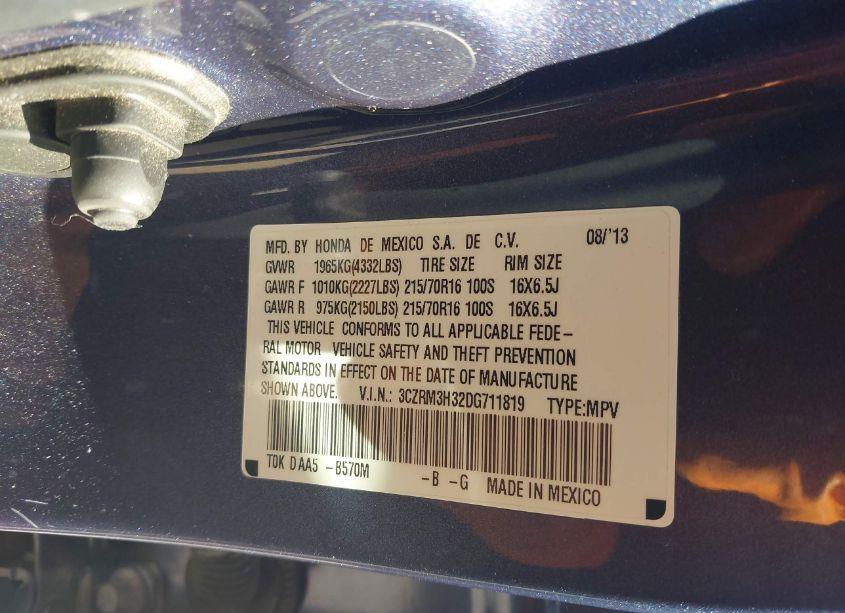 MFD. BY HONDA DE MEXICO S.A. DE C.V. 08/'13
GVWR 1965KG(4332LBS) TIRE SIZE RIM SIZE
GAWR F 1010KG(2227LBS) 215/70R16 100S 16X6.5J
GAWR R 975KG(2150LBS) 215/70R16 100S 16X6.5J
THIS VEHICLE CONFORMS TO ALL APPLICABLE FEDE-
RAL MOTOR VEHICLE SAFETY AND THEFT PREVENTION
STANDARDS IN EFFECT ON THE DATE OF MANUFACTURE
SHOWN ABOVE. V.I.N.: 3CZRM3H32DG711819 TYPE:MPV
T0K D AA5 -B570M -B -G MADE IN MEXICO